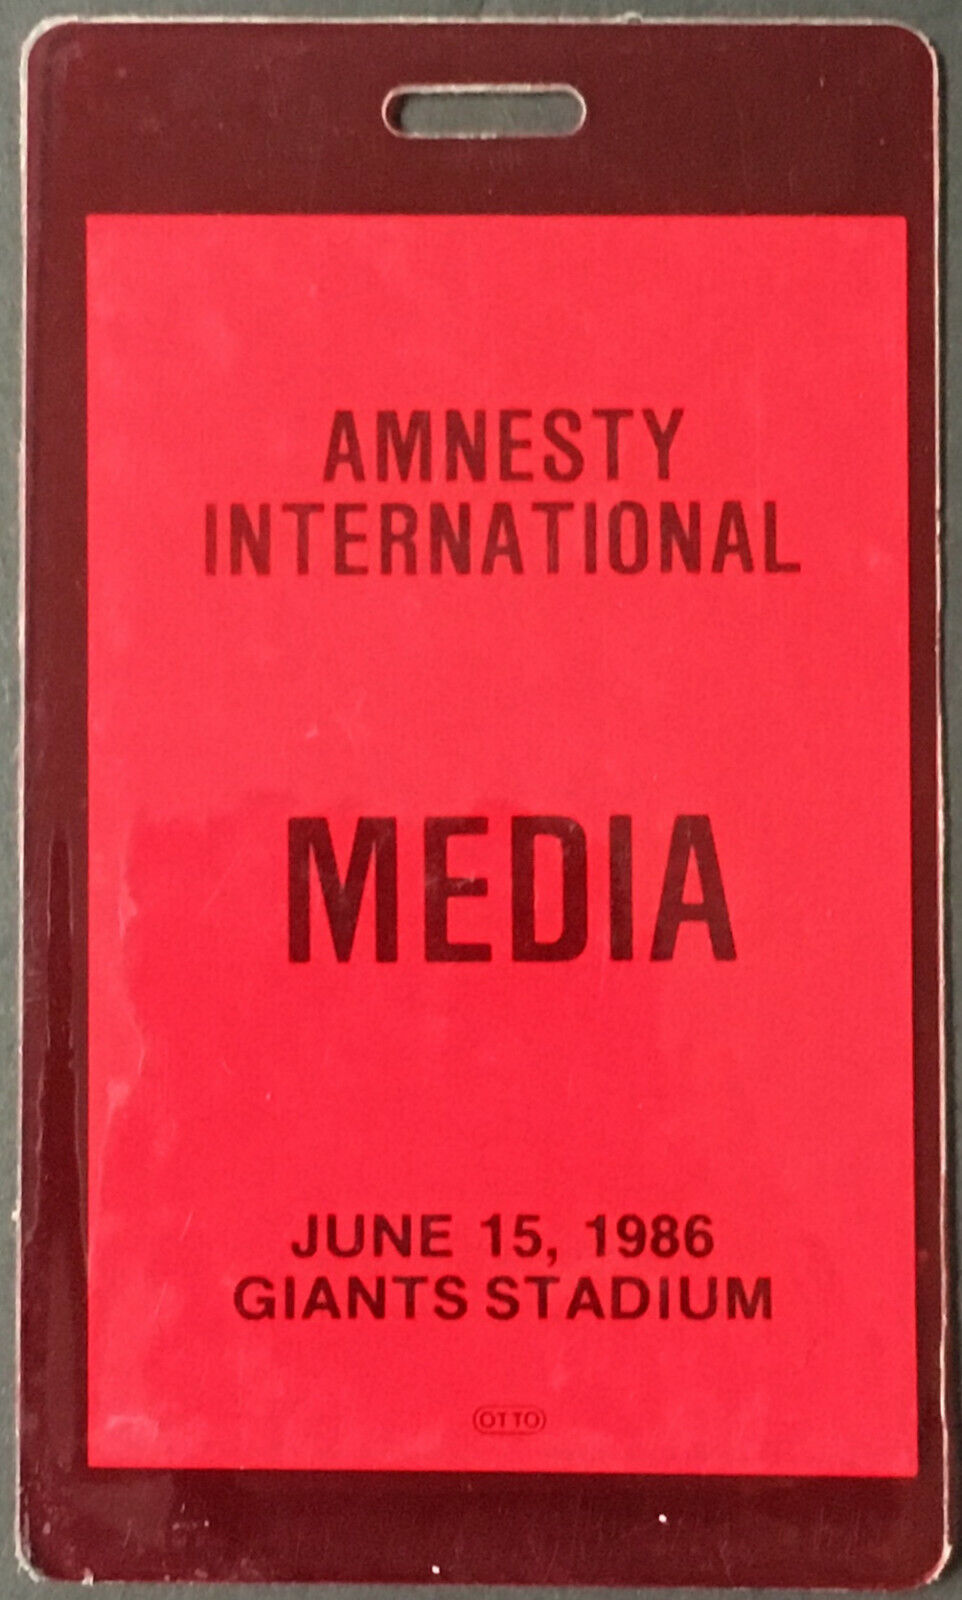 AMNESTY
INTERNATIONAL
MEDIA
JUNE 15, 1986
GIANTS STADIUM
OTTO